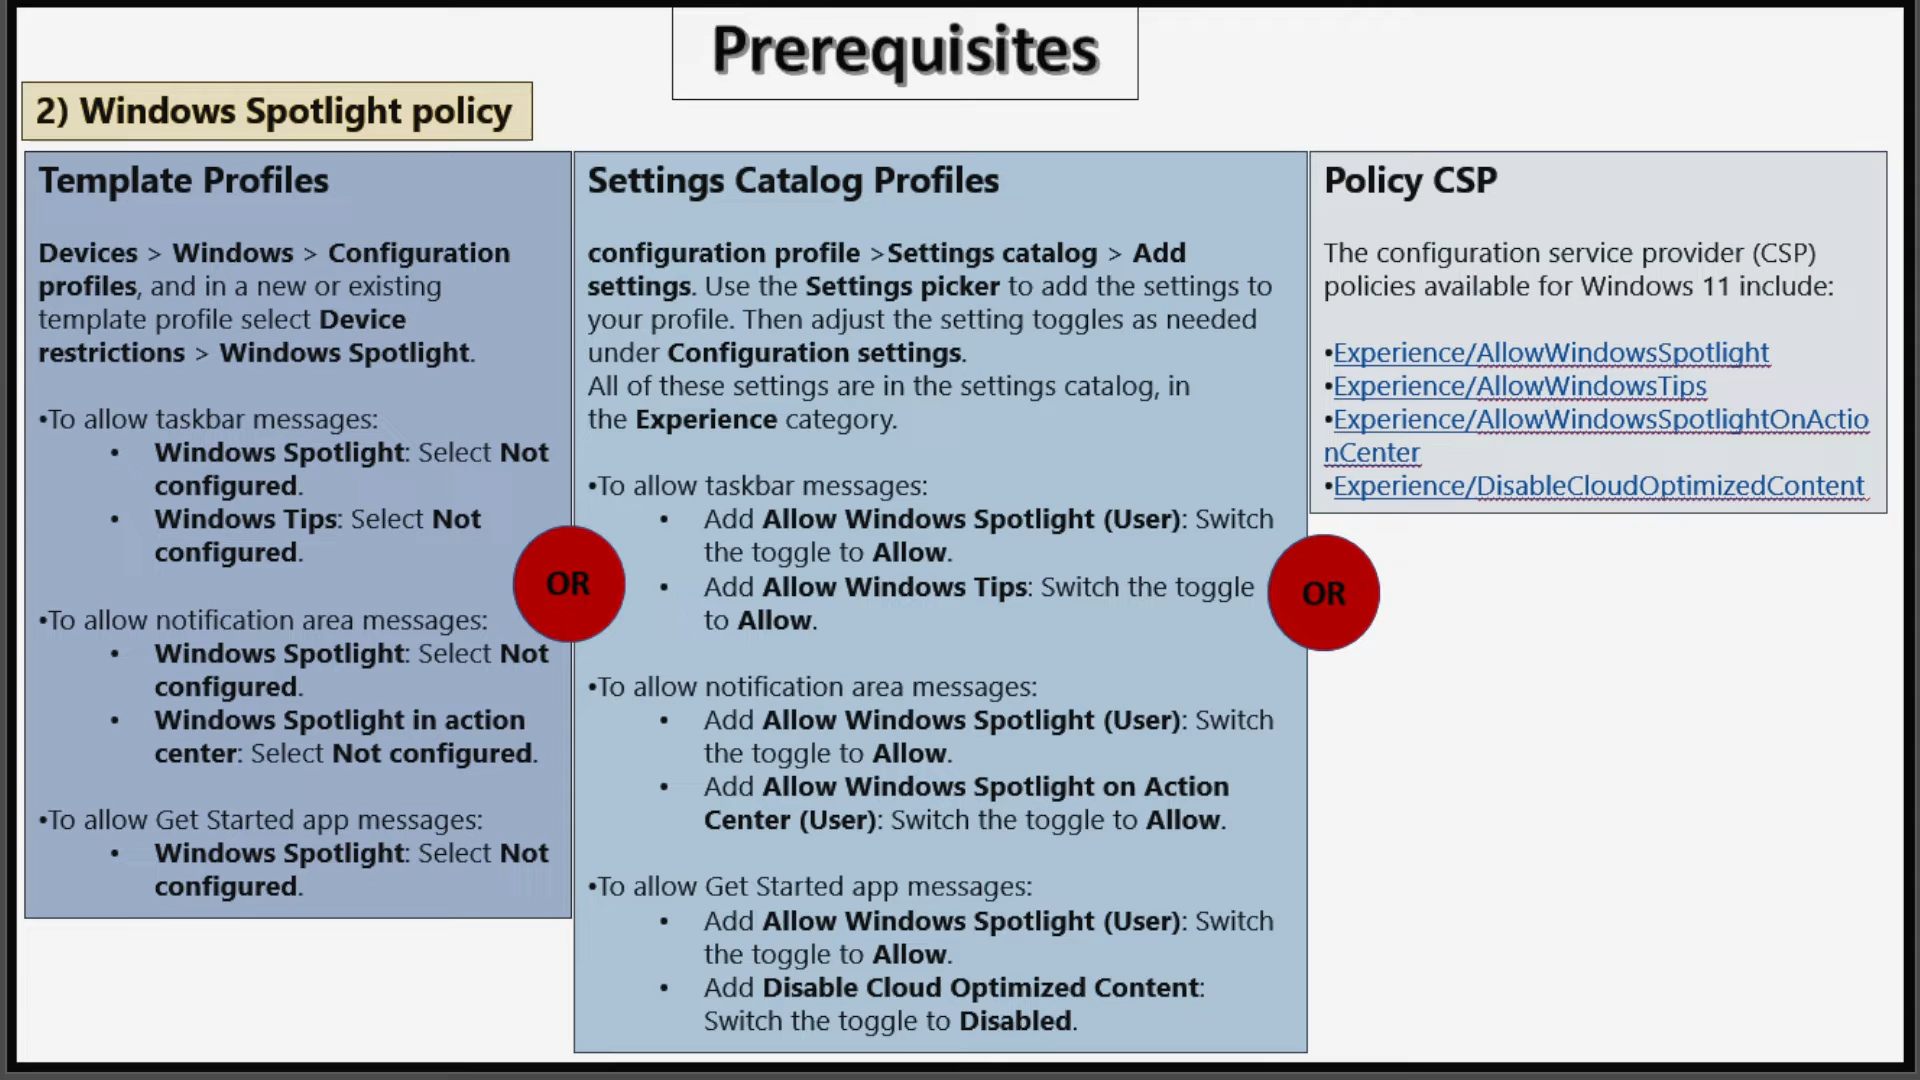 Prerequisites
2) Windows Spotlight policy
Template Profiles
Devices > Windows > Configuration
profiles, and in a new or existing
template profile select Device
restrictions > Windows Spotlight.
•To allow taskbar messages:
• Windows Spotlight: Select Not
configured.
• Windows Tips: Select Not
configured.
•To allow notification area messages:
• Windows Spotlight: Select Not
configured.
• Windows Spotlight in action
center: Select Not configured.
•To allow Get Started app messages:
• Windows Spotlight: Select Not
configured.
OR
Settings Catalog Profiles
configuration profile >Settings catalog > Add
settings. Use the Settings picker to add the settings to
your profile. Then adjust the setting toggles as needed
under Configuration settings.
All of these settings are in the settings catalog, in
the Experience category.
•To allow taskbar messages:
• Add Allow Windows Spotlight (User): Switch
the toggle to Allow.
• Add Allow Windows Tips: Switch the toggle
to Allow.
•To allow notification area messages:
• Add Allow Windows Spotlight (User): Switch
the toggle to Allow.
• Add Allow Windows Spotlight on Action
Center (User): Switch the toggle to Allow.
•To allow Get Started app messages:
• Add Allow Windows Spotlight (User): Switch
the toggle to Allow.
• Add Disable Cloud Optimized Content:
Switch the toggle to Disabled.
OR
Policy CSP
The configuration service provider (CSP)
policies available for Windows 11 include:
•Experience/AllowWindowsSpotlight
•Experience/AllowWindowsTips
•Experience/AllowWindowsSpotlightOnActio
nCenter
•Experience/DisableCloudOptimizedContent